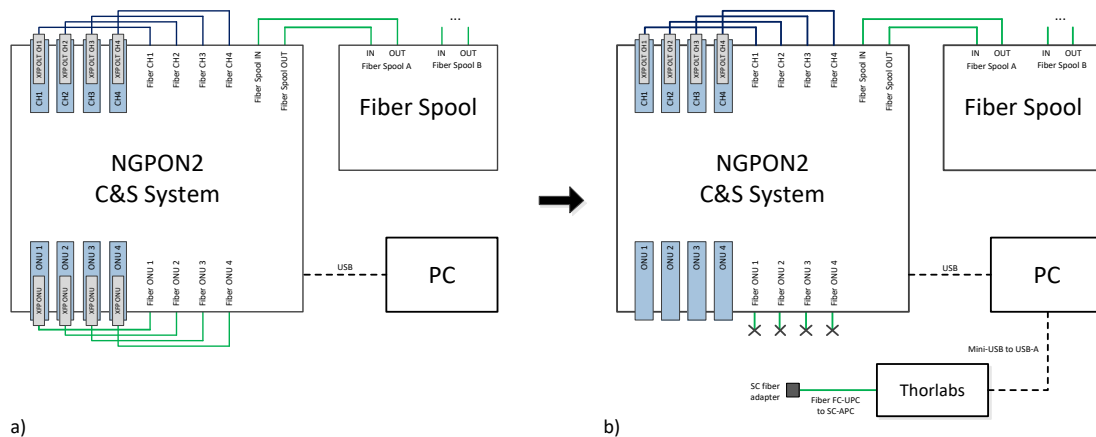 XFP OLT CH1
XFP OLT CH2
XFP OLT CH3
XFP OLT CH4
CH1
CH2
CH3
CH4
Fiber CH1
Fiber CH2
Fiber CH3
Fiber CH4
Fiber Spool IN
Fiber Spool OUT
NGPON2
C&S System
ONU 1
ONU 2
ONU 3
ONU 4
XFP ONU
XFP ONU
XFP ONU
XFP ONU
Fiber ONU 1
Fiber ONU 2
Fiber ONU 3
Fiber ONU 4
...
IN
OUT
IN
OUT
Fiber Spool A
Fiber Spool B
Fiber Spool
USB
PC
a)
XFP OLT CH1
XFP OLT CH2
XFP OLT CH3
XFP OLT CH4
CH1
CH2
CH3
CH4
Fiber CH1
Fiber CH2
Fiber CH3
Fiber CH4
Fiber Spool IN
Fiber Spool OUT
NGPON2
C&S System
ONU 1
ONU 2
ONU 3
ONU 4
Fiber ONU 1
Fiber ONU 2
Fiber ONU 3
Fiber ONU 4
...
IN
OUT
IN
OUT
Fiber Spool A
Fiber Spool B
Fiber Spool
USB
PC
Mini-USB to USB-A
SC fiber
adapter
Fiber FC-UPC
to SC-APC
Thorlabs
b)